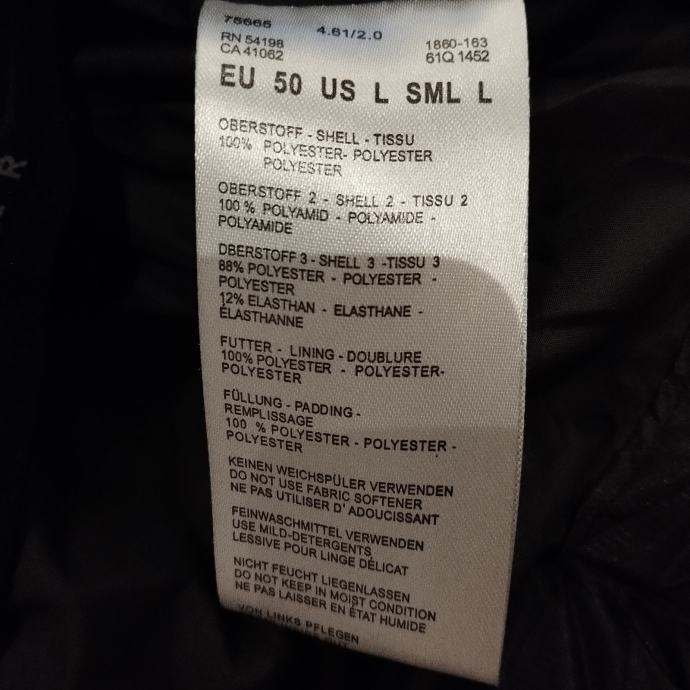 75665 4.61/2.0
RN 54198 1860-163
CA 41062 61Q 1452
EU 50 US L SML L
OBERSTOFF - SHELL - TISSU
100% POLYESTER- POLYESTER
POLYESTER
OBERSTOFF 2 - SHELL 2 - TISSU 2
100 % POLYAMID - POLYAMIDE -
POLYAMIDE
OBERSTOFF 3 - SHELL 3 -TISSU 3
88% POLYESTER - POLYESTER -
POLYESTER
12% ELASTHAN - ELASTHANE -
ÉLASTHANNE
FUTTER - LINING - DOUBLURE
100% POLYESTER - POLYESTER-
POLYESTER
FÜLLUNG - PADDING -
REMPLISSAGE
100 % POLYESTER - POLYESTER -
POLYESTER
KEINEN WEICHSPÜLER VERWENDEN
DO NOT USE FABRIC SOFTENER
NE PAS UTILISER D' ADOUCISSANT
FEINWASCHMITTEL VERWENDEN
USE MILD-DETERGENTS
LESSIVE POUR LINGE DÉLICAT
NICHT FEUCHT LIEGENLASSEN
DO NOT KEEP IN MOIST CONDITION
NE PAS LAISSER EN ÉTAT HUMIDE
VON LINKS PFLEGEN